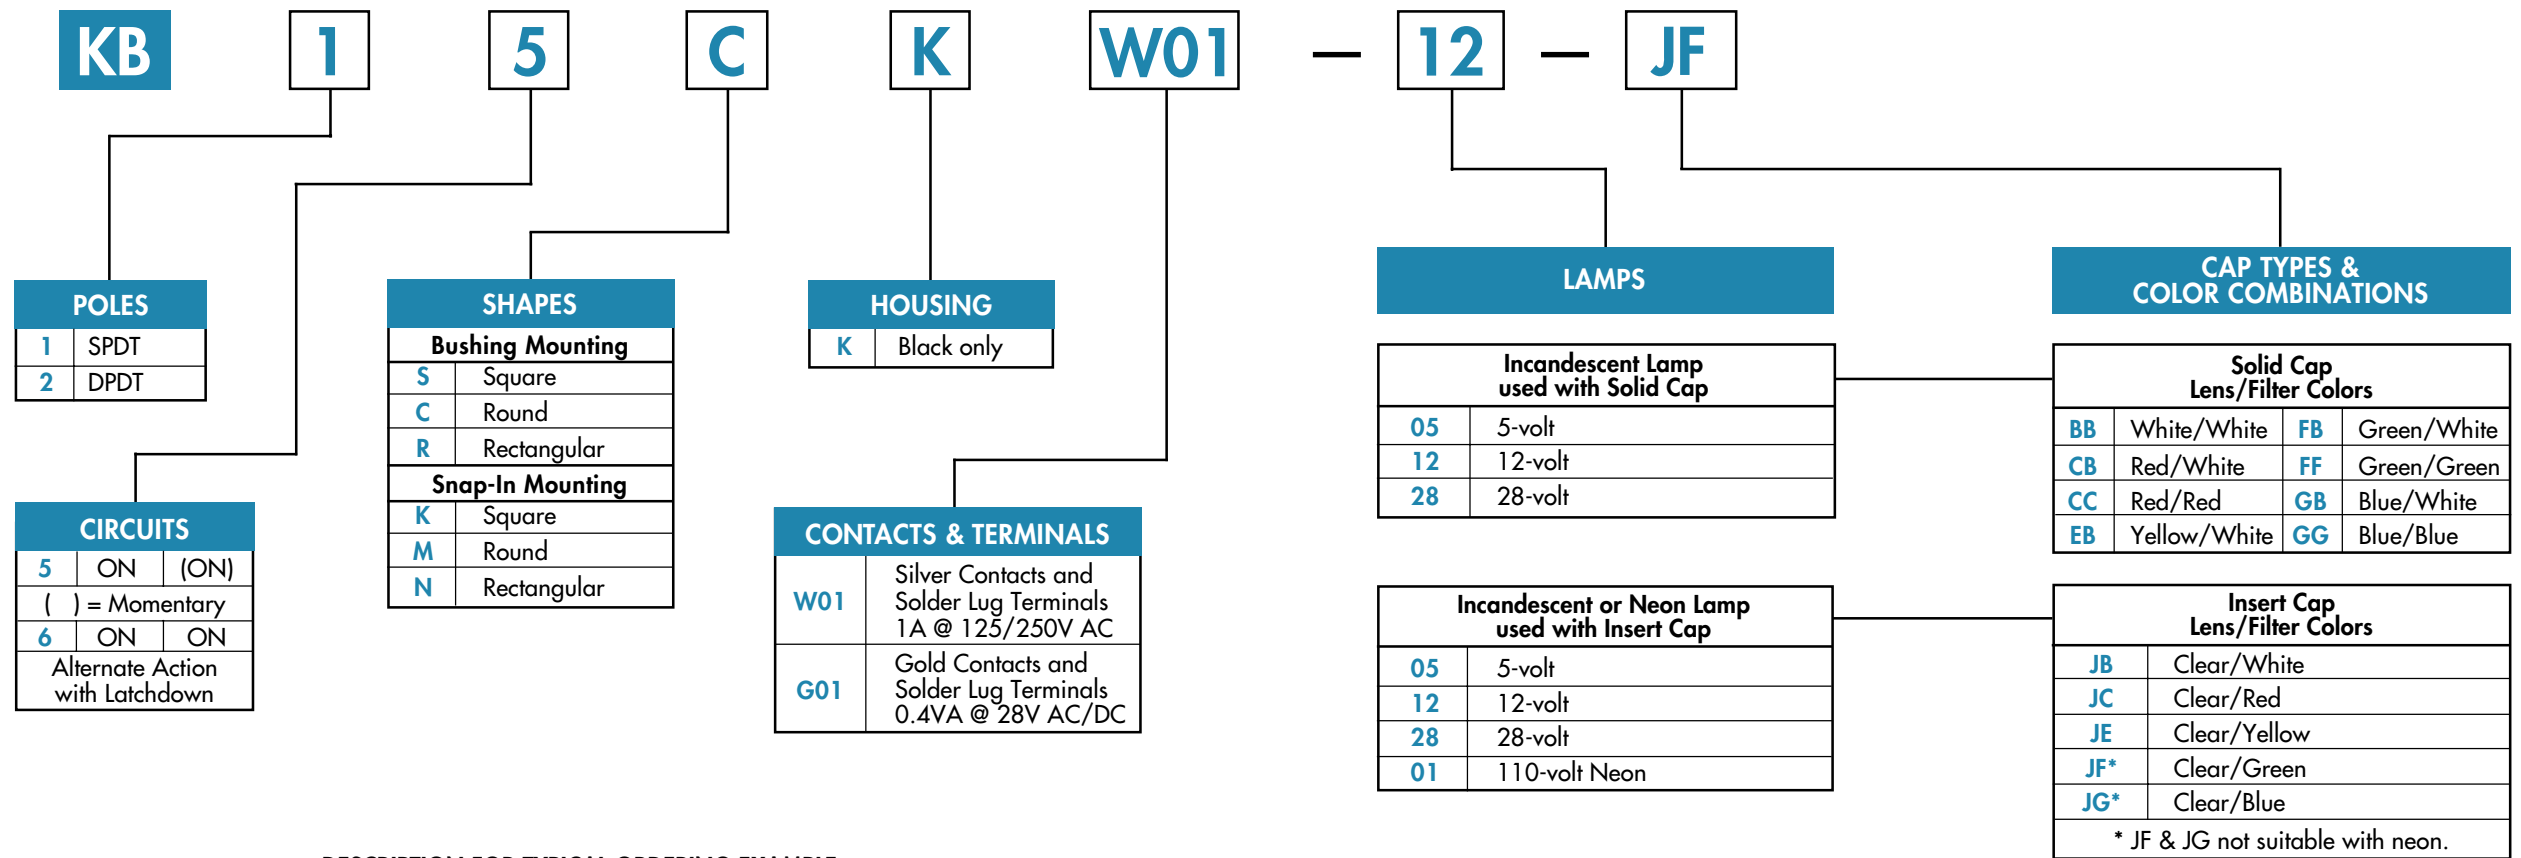 KB 1 5 C K W01 — 12 — JF
POLES
1 SPDT
2 DPDT
CIRCUITS
5 ON (ON)
( ) = Momentary
6 ON ON
Alternate Action
with Latchdown
SHAPES
Bushing Mounting
S Square
C Round
R Rectangular
Snap-In Mounting
K Square
M Round
N Rectangular
HOUSING
K Black only
CONTACTS & TERMINALS
W01 Silver Contacts and
Solder Lug Terminals
1A @ 125/250V AC
G01 Gold Contacts and
Solder Lug Terminals
0.4VA @ 28V AC/DC
LAMPS
Incandescent Lamp
used with Solid Cap
05 5-volt
12 12-volt
28 28-volt
Incandescent or Neon Lamp
used with Insert Cap
05 5-volt
12 12-volt
28 28-volt
01 110-volt Neon
CAP TYPES &
COLOR COMBINATIONS
Solid Cap
Lens/Filter Colors
BB White/White FB Green/White
CB Red/White FF Green/Green
CC Red/Red GB Blue/White
EB Yellow/White GG Blue/Blue
Insert Cap
Lens/Filter Colors
JB Clear/White
JC Clear/Red
JE Clear/Yellow
JF* Clear/Green
JG* Clear/Blue
* JF & JG not suitable with neon.
DESCRIPTION FOR TYPICAL ORDERING EXAMPLE